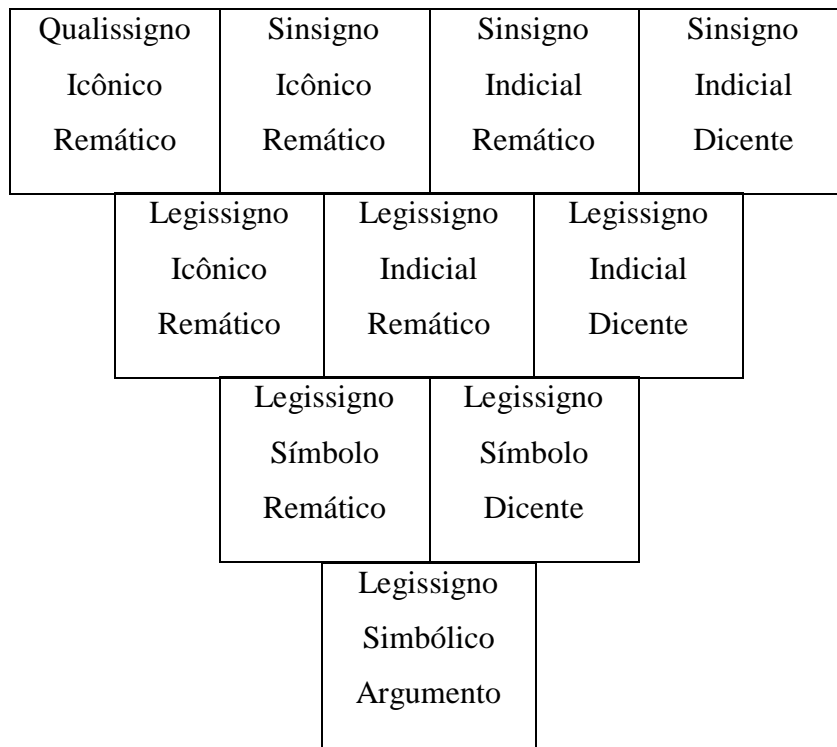 Qualissigno
Icônico
Remático
Sinsigno
Icônico
Remático
Sinsigno
Indicial
Remático
Sinsigno
Indicial
Dicente
Legissigno
Icônico
Remático
Legissigno
Indicial
Remático
Legissigno
Indicial
Dicente
Legissigno
Símbolo
Remático
Legissigno
Símbolo
Dicente
Legissigno
Simbólico
Argumento